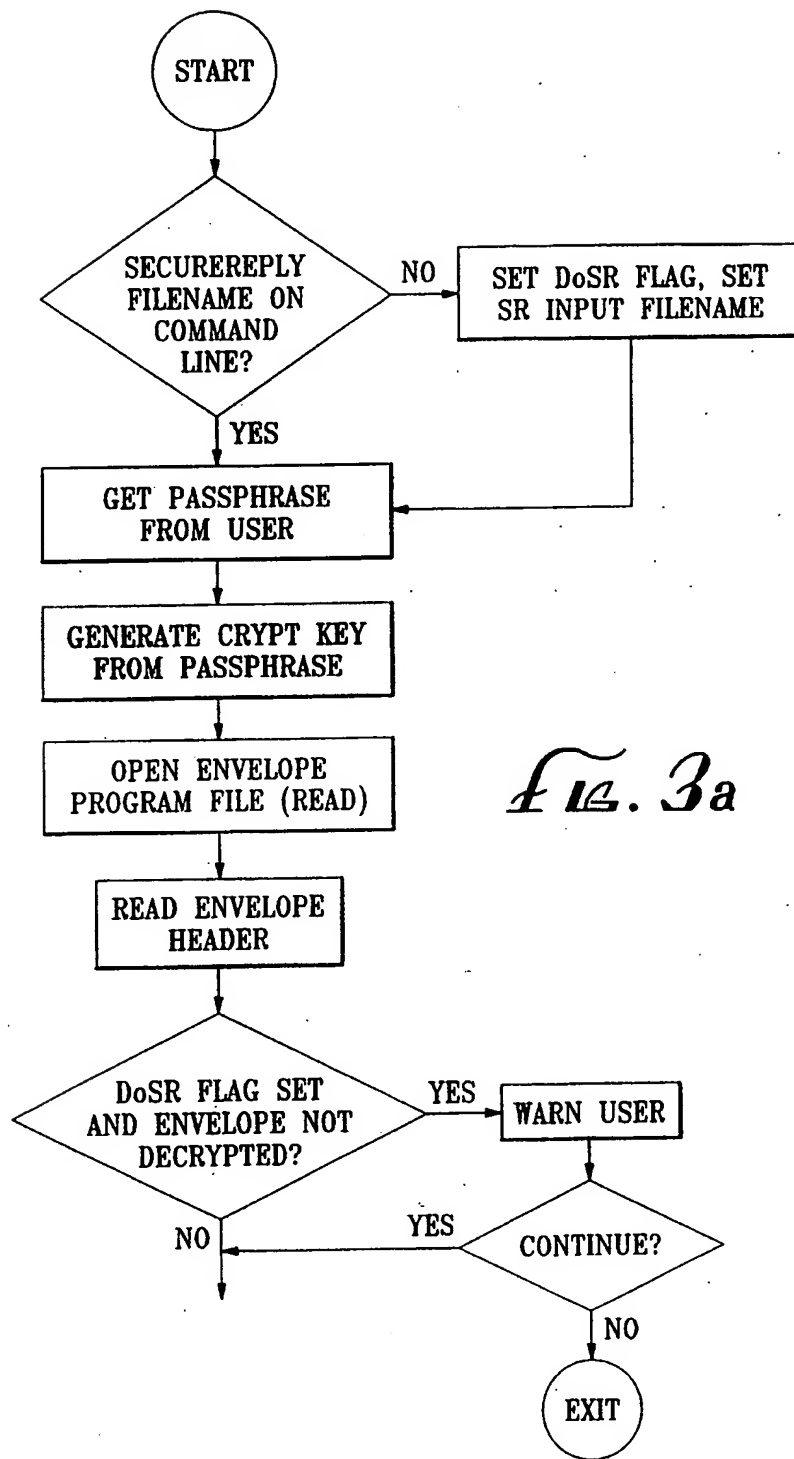 START
SECUREREPLY
FILENAME ON
COMMAND
LINE?
NO
SET DoSR FLAG, SET
SR INPUT FILENAME
YES
GET PASSPHRASE
FROM USER
GENERATE CRYPT KEY
FROM PASSPHRASE
OPEN ENVELOPE
PROGRAM FILE (READ)
READ ENVELOPE
HEADER
FIG. 3a
DoSR FLAG SET
AND ENVELOPE NOT
DECRYPTED?
YES
WARN USER
NO
YES
CONTINUE?
NO
EXIT